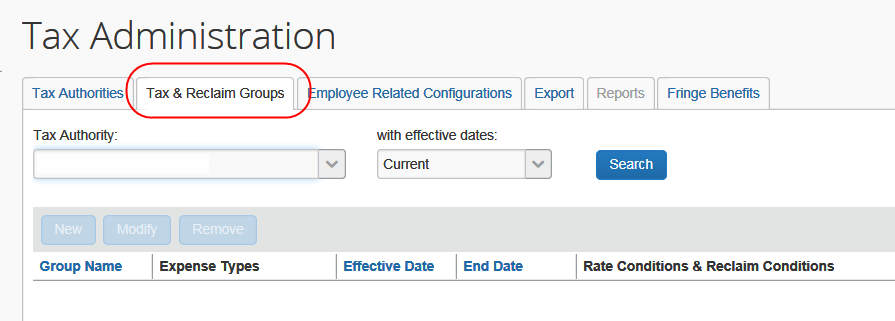 Tax Administration
Tax Authorities Tax & Reclaim Groups Employee Related Configurations Export Reports Fringe Benefits
Tax Authority: with effective dates:
Current Search
New Modify Remove
Group Name Expense Types Effective Date End Date Rate Conditions & Reclaim Conditions